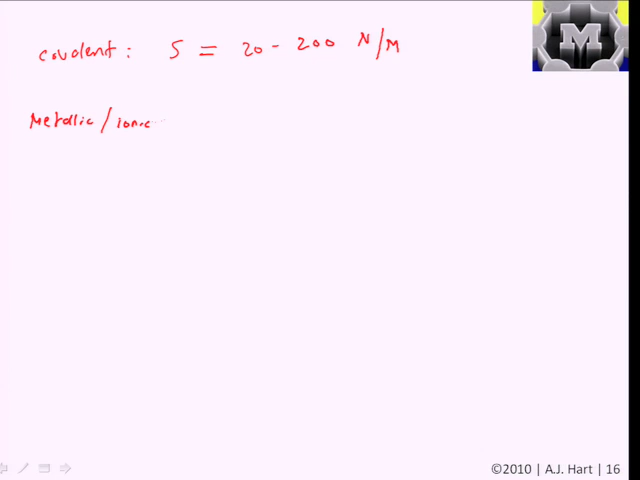 covalent: S = 20 - 200 N/M
Metallic / ionic
M
©2010 | A.J. Hart | 16